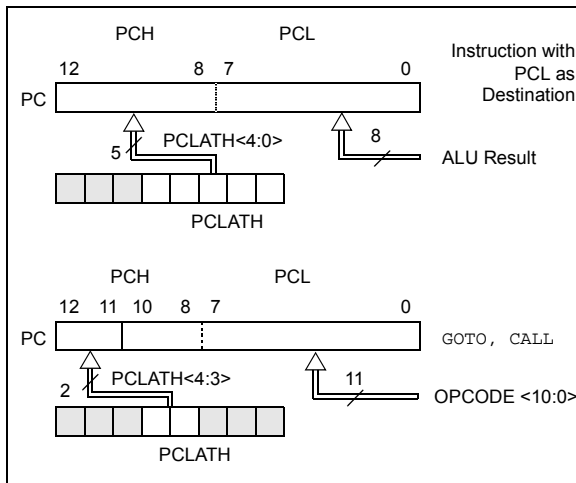 PCH PCL
12 8 7 0
Instruction with
PCL as
Destination
PC
5 PCLATH<4:0>
8
ALU Result
PCLATH
PCH PCL
12 11 10 8 7 0
PC
GOTO, CALL
2 PCLATH<4:3>
11
OPCODE <10:0>
PCLATH